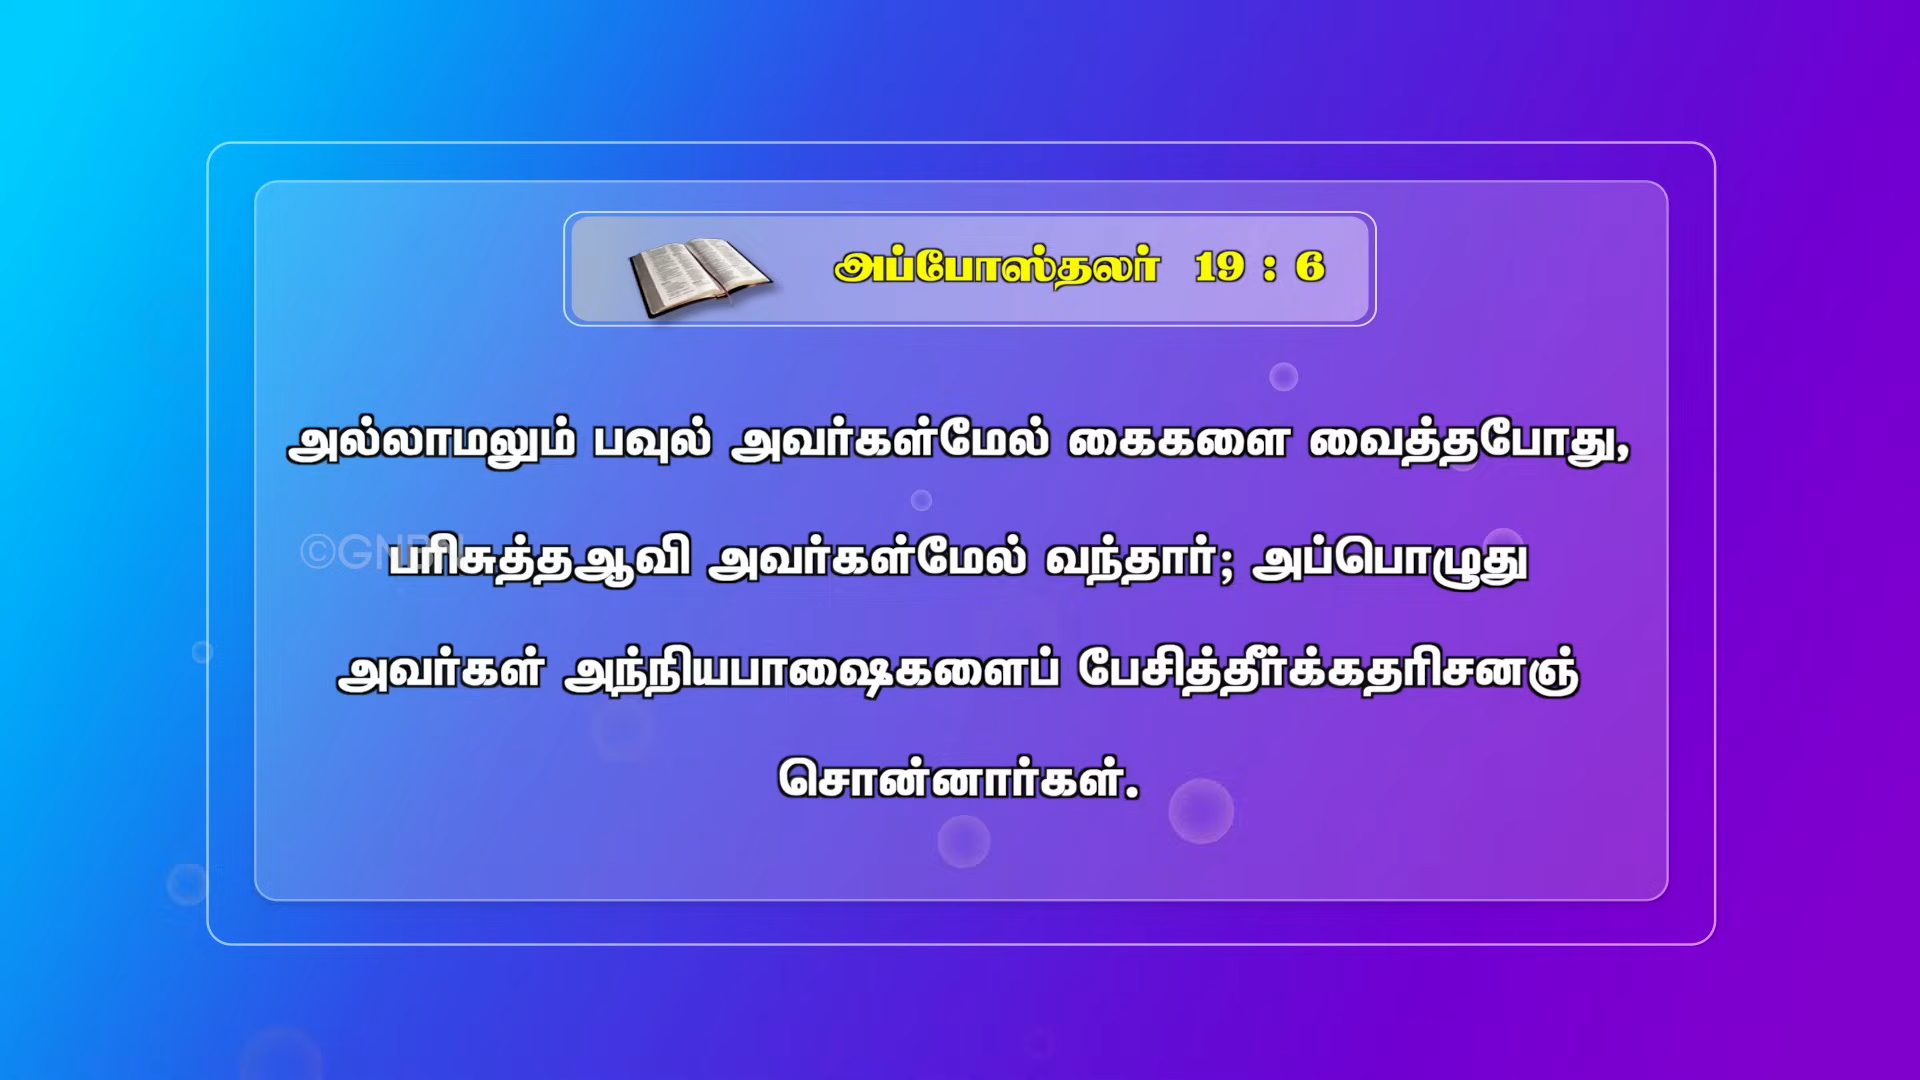 அப்போஸ்தலர் 19 : 6
அல்லாமலும் பவுல் அவர்கள்மேல் கைகளை வைத்தபோது,
பரிசுத்தஆவி அவர்கள்மேல் வந்தார்; அப்பொழுது
அவர்கள் அந்நியபாஷைகளைப் பேசித்தீர்க்கதரிசனஞ்
சொன்னார்கள்.